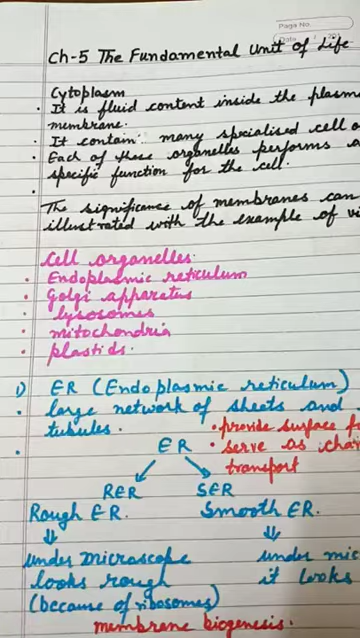 Page No.
Date
Ch-5 The Fundamental Unit of Life
Cytoplasm
• It is fluid content inside the plasma
membrane.
• It contain many specialised cell o
• Each of these organelles performs a
specific function for the cell.
•
The significance of membranes can
illustrated with the example of vi
Cell organelles.
• Endoplasmic reticulum
• Golgi apparatus
• lysosomes
• mitochondria
• plastids.
1) ER (Endoplasmic reticulum)
• large network of sheets and
tubules.
• provide surface f
• ER
• serve as chan
transport
RER SER
Rough ER. Smooth ER.
under microscope
looks rough
(because of ribosomes)
under mic
it looks
membrane biogenesis.